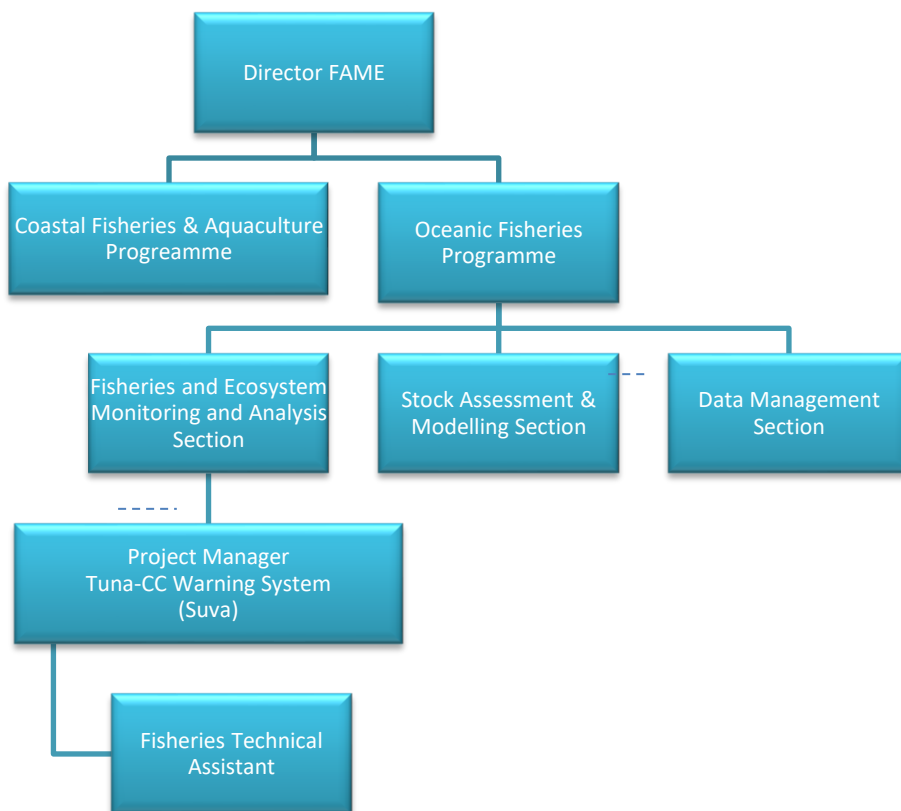 Director FAME
Coastal Fisheries & Aquaculture
Progreamme
Oceanic Fisheries
Programme
Fisheries and Ecosystem
Monitoring and Analysis
Section
Stock Assessment &
Modelling Section
Data Management
Section
Project Manager
Tuna-CC Warning System
(Suva)
Fisheries Technical
Assistant